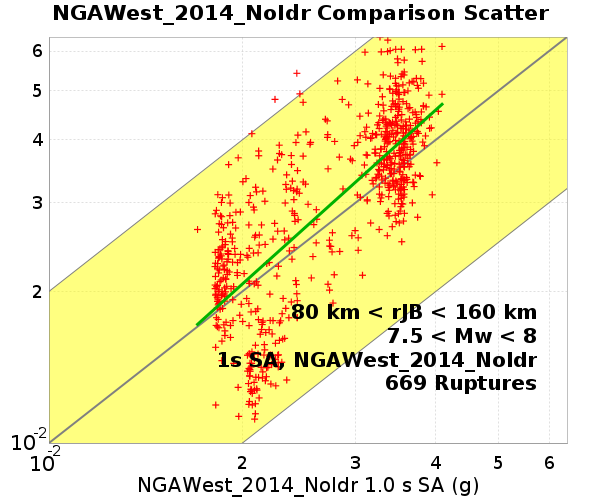 NGAWest_2014_NoIdr Comparison Scatter
6
5
4
3
2
10-2
80 km < rJB < 160 km
7.5 < Mw < 8
1s SA, NGAWest_2014_NoIdr
669 Ruptures
10-2 2 3 4 5 6
NGAWest_2014_NoIdr 1.0 s SA (g)